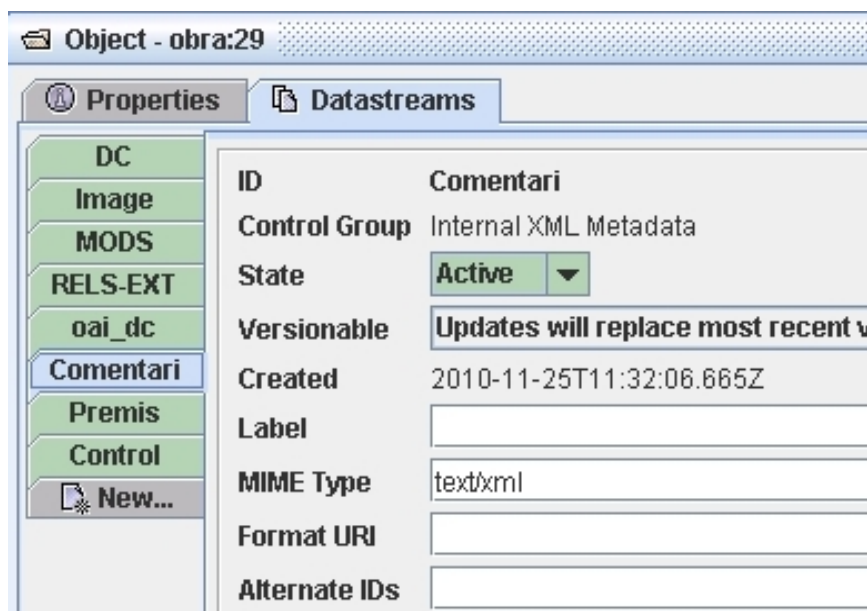 Object - obra:29
Properties
Datastreams
DC
Image
MODS
RELS-EXT
oai_dc
Comentari
Premis
Control
New...
ID Comentari
Control Group Internal XML Metadata
State Active
Versionable Updates will replace most recent
Created 2010-11-25T11:32:06.665Z
Label
MIME Type text/xml
Format URI
Alternate IDs